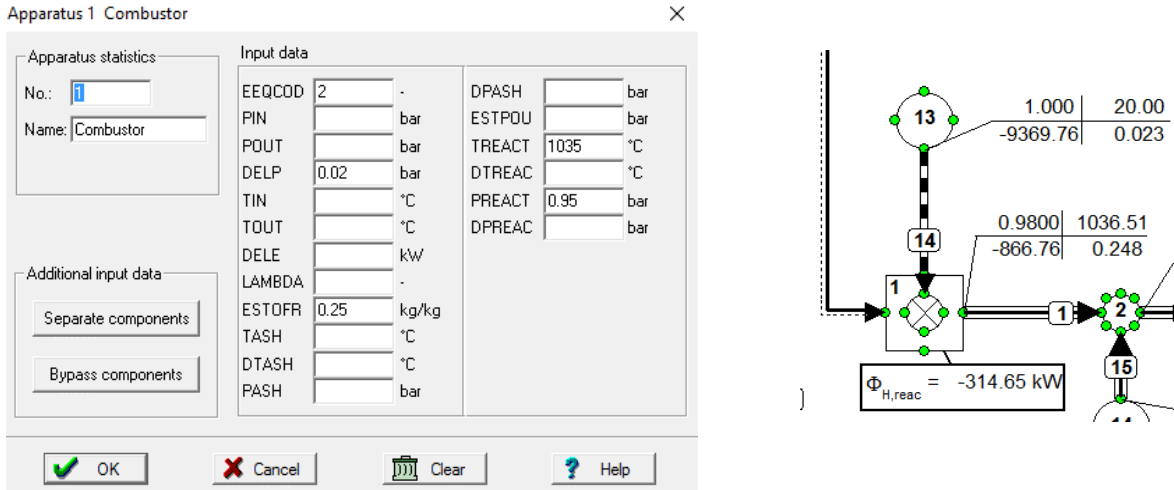 Apparatus 1 Combustor
Apparatus statistics
No.: 1
Name: Combustor
Additional input data
Separate components
Bypass components
Input data
EEQCOD 2 -
PIN bar
POUT bar
DELP 0.02 bar
TIN °C
TOUT °C
DELE kW
LAMBDA -
ESTOFR 0.25 kg/kg
TASH °C
DTASH °C
PASH bar
DPASH bar
ESTPOU bar
TREACT 1035 °C
DTREAC °C
PREACT 0.95 bar
DPREAC bar
OK Cancel Clear Help
13
1.000 20.00
-9369.76 0.023
14
0.9800 1036.51
-866.76 0.248
1
1
2
15
Φ H,reac = -314.65 kW
)